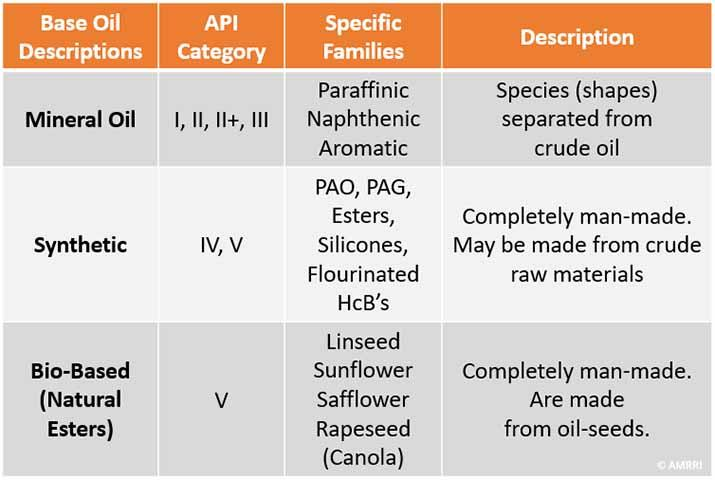 Base Oil
Descriptions
API
Category
Specific
Families
Description
Mineral Oil
I, II, II+, III
Paraffinic
Naphthenic
Aromatic
Species (shapes)
separated from
crude oil
Synthetic
IV, V
PAO, PAG,
Esters,
Silicones,
Flourinated
HcB's
Completely man-made.
May be made from crude
raw materials
Bio-Based
(Natural
Esters)
V
Linseed
Sunflower
Safflower
Rapeseed
(Canola)
Completely man-made.
Are made
from oil-seeds.
© AMRRI